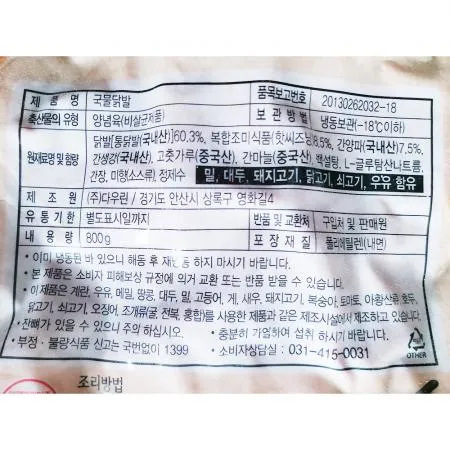 제 품 명 국물닭발 품목보고번호 20130262032-18
축산물의 유형 양념육(비살균제품) 보 관 방 법 냉동보관(-18℃이하)
원재료명 및 함량 닭발[통닭발(국내산)]60.3%, 복합조미식품(핫씨즈닝)8.5%, 간양파(국내산)7.5%,
간생강(국내산), 고춧가루(중국산), 간마늘(중국산), 백설탕, L-글루탐산나트륨,
간장, 미향(소스류), 정제수 밀, 대두, 돼지고기, 닭고기, 쇠고기, 우유 함유
제 조 원 (주)다우린 / 경기도 안산시 상록구 영화길4
유 통 기 한 별도표시일까지 반품 및 교환처 구입처 및 판매원
내 용 량 800g 포 장 재 질 폴리에틸렌(내면)
• 이미 냉동된 바 있으니 해동 후 재냉동 하지 마시기 바랍니다.
• 본 제품은 소비자 피해보상 규정에 의거 교환 또는 반품 받을 수 있습니다.
• 이제품은 계란, 우유, 메밀, 땅콩, 대두, 밀, 고등어, 게, 새우, 돼지고기, 복숭아, 토마토, 아황산류, 호두,
닭고기, 쇠고기, 오징어, 조개류(굴, 전복, 홍합)를 사용한 제품과 같은 제조시설에서 제조하고 있습니다.
• 잔뼈가 있을 수 있으니 주의 하십시오. • 충분히 가열하여 섭취 하시기 바랍니다.
• 부정·불량식품 신고는 국번없이 1399 • 소비자상담실 : 031-415-0031
OTHER
조리방법